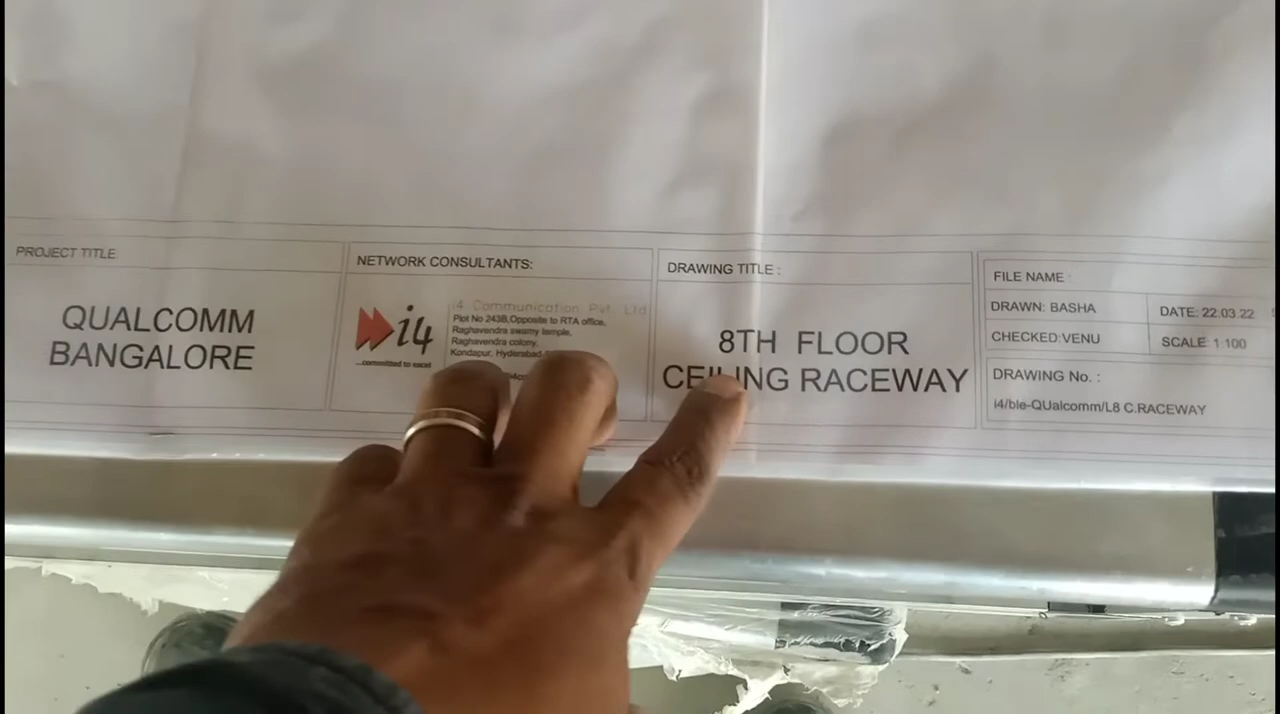 PROJECT TITLE
QUALCOMM
BANGALORE
NETWORK CONSULTANTS:
i4
...committed to excel
i4 Communication Pvt. Ltd
Plot No 243B,Opposite to RTA office,
Raghavendra swamy temple,
Raghavendra colony,
Kondapur, Hyderabad
DRAWING TITLE :
8TH FLOOR
CEILING RACEWAY
FILE NAME :
DRAWN: BASHA
DATE: 22.03.22
CHECKED:VENU
SCALE: 1:100
DRAWING No. :
i4/ble-QUalcomm/L8 C.RACEWAY